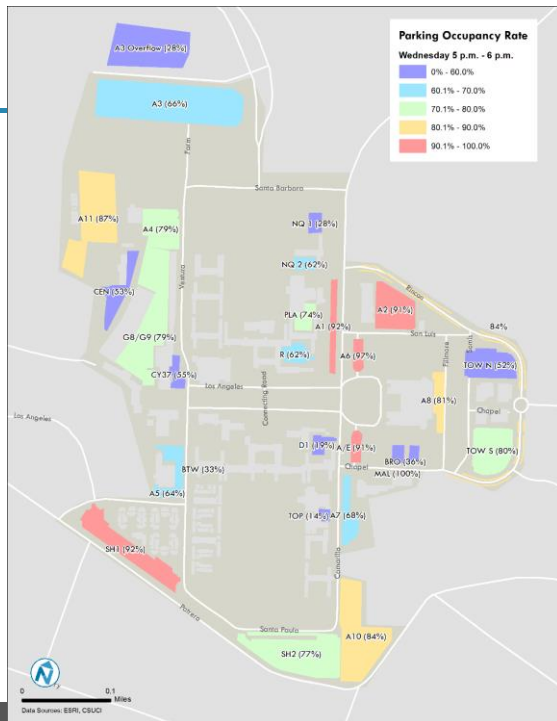 Parking Occupancy Rate
Wednesday 5 p.m. - 6 p.m.
0% - 60.0%
60.1% - 70.0%
70.1% - 80.0%
80.1% - 90.0%
90.1% - 100.0%
A3 Overflow (28%)
A3 (66%)
Santa Barbara
A11 (87%)
A4 (79%)
NQ 1 (28%)
NQ 2 (62%)
Ventura
CEN (53%)
PLA (74%)
A1 (92%)
A2 (91%)
Rincon
84%
San Luis
G8/G9 (79%)
R (62%)
A6 (97%)
Fillmore
TOW N (52%)
CY37 (55%)
Los Angeles
Connecting Road
A8 (81%)
Chapel
Los Angeles
D1 (19%)
A/E (91%)
TOW S (80%)
BTW (33%)
Chapel
BRO (36%)
MAL (100%)
A5 (64%)
TOP (14%)
A7 (68%)
SH1 (92%)
Camarillo
Potrero
Santa Paula
A10 (84%)
SH2 (77%)
N
0
0.1
Miles
Data Sources: ESRI, CSUCI